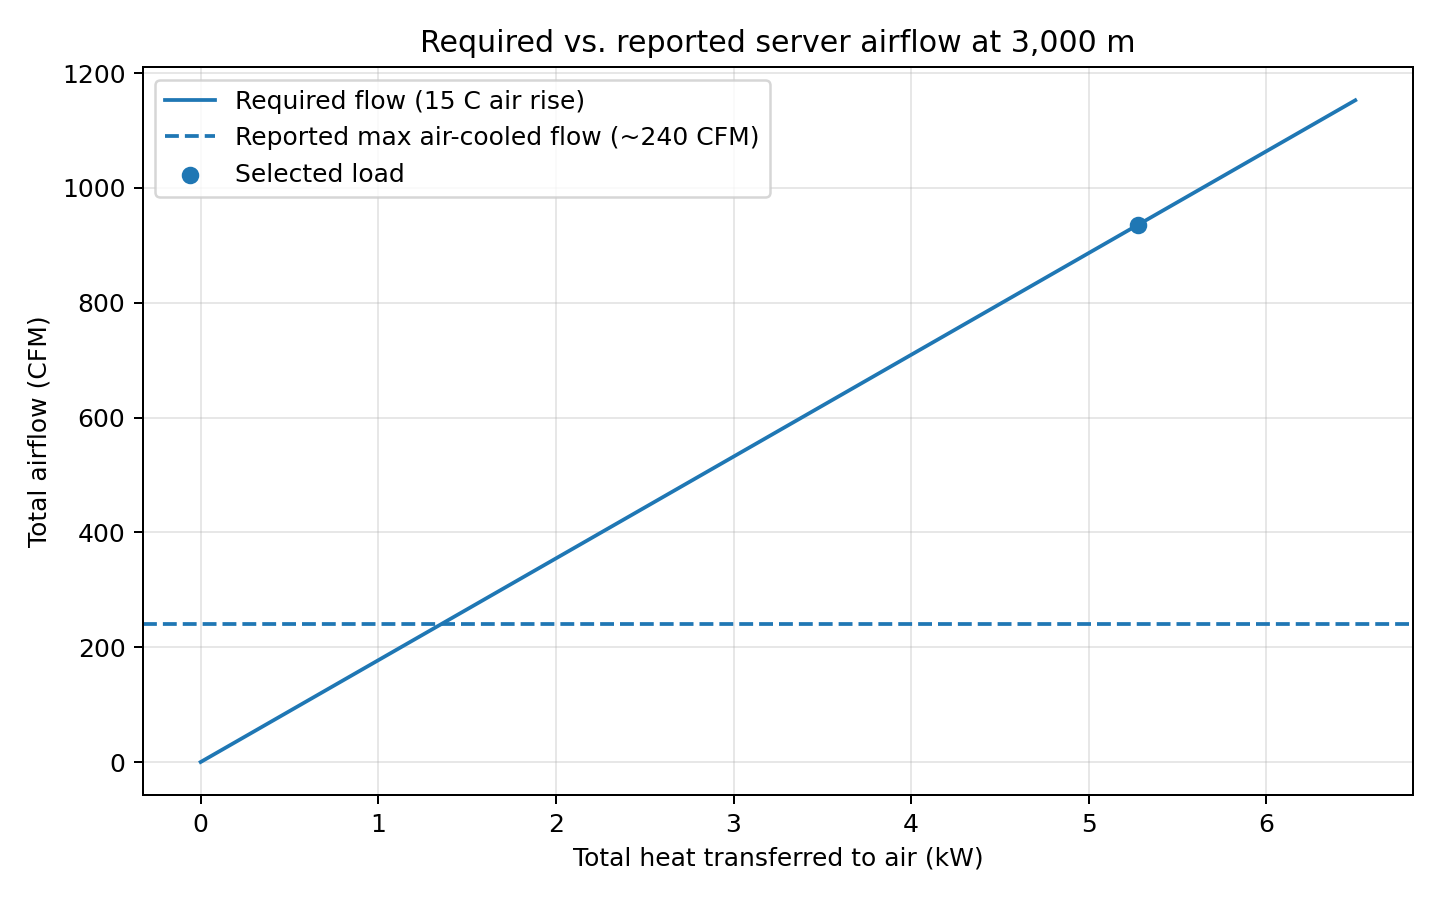 Required vs. reported server airflow at 3,000 m
1200
1000
800
600
400
200
0
Total airflow (CFM)
Required flow (15 C air rise)
Reported max air-cooled flow (~240 CFM)
Selected load
0 1 2 3 4 5 6
Total heat transferred to air (kW)